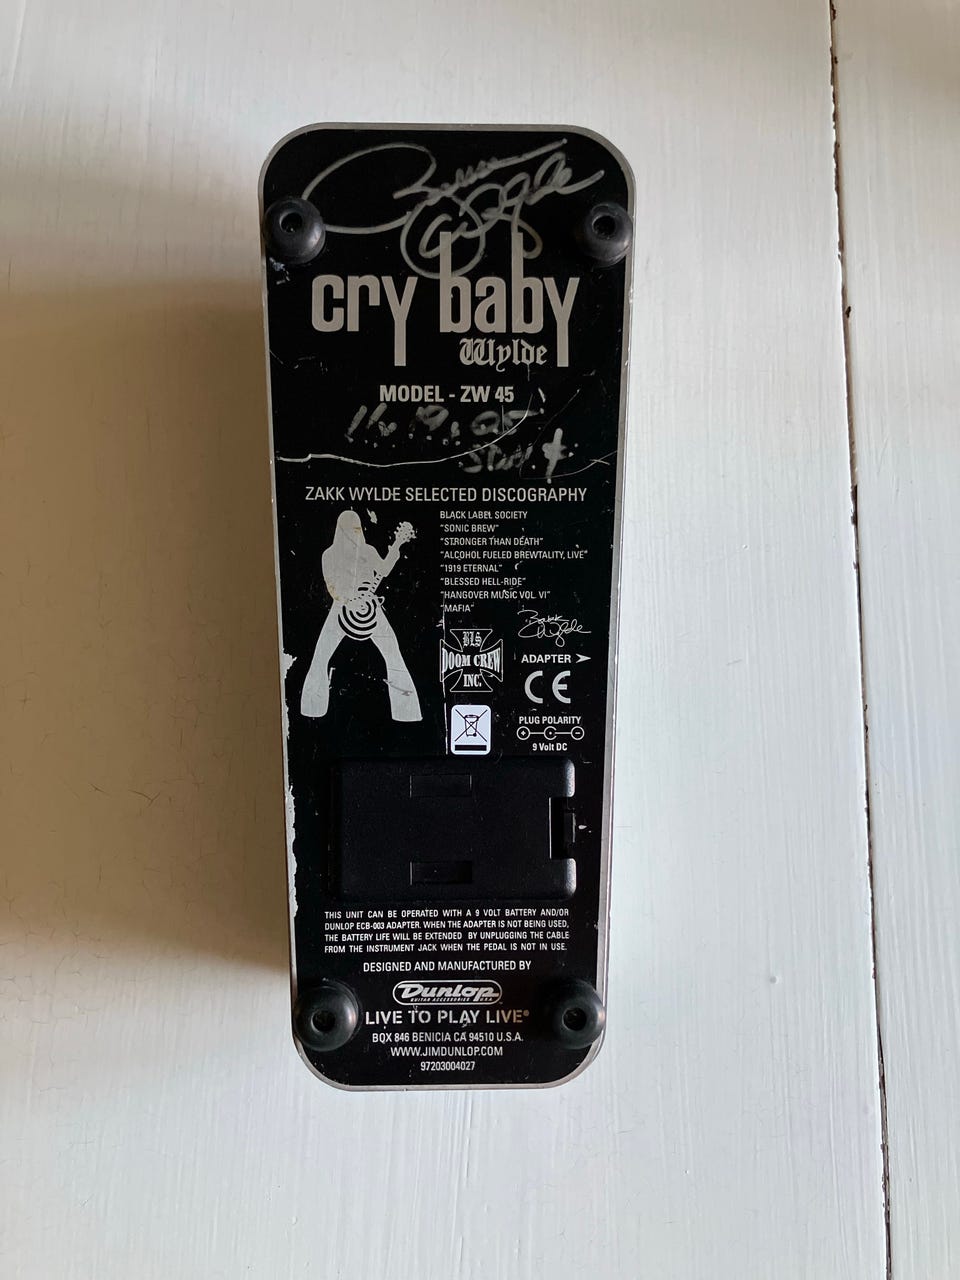 cry baby
Wylde
MODEL - ZW 45
ZAKK WYLDE SELECTED DISCOGRAPHY
BLACK LABEL SOCIETY
"SONIC BREW"
"STRONGER THAN DEATH"
"ALCOHOL FUELED BREWTALITY, LIVE"
"1919 ETERNAL"
"BLESSED HELL-RIDE"
"HANGOVER MUSIC VOL. VI"
"MAFIA"
BLS
DOOM CREW
INC.
ADAPTER ➤
CE
PLUG POLARITY
+ C -
9 Volt DC
THIS UNIT CAN BE OPERATED WITH A 9 VOLT BATTERY AND/OR
DUNLOP ECB-003 ADAPTER. WHEN THE ADAPTER IS NOT BEING USED,
THE BATTERY LIFE WILL BE EXTENDED BY UNPLUGGING THE CABLE
FROM THE INSTRUMENT JACK WHEN THE PEDAL IS NOT IN USE.
DESIGNED AND MANUFACTURED BY
Dunlop
GUITAR ACCESSORIES U.S.A.
LIVE TO PLAY LIVE®
BOX 846 BENICIA CA 94510 U.S.A.
WWW.JIMDUNLOP.COM
97203004027